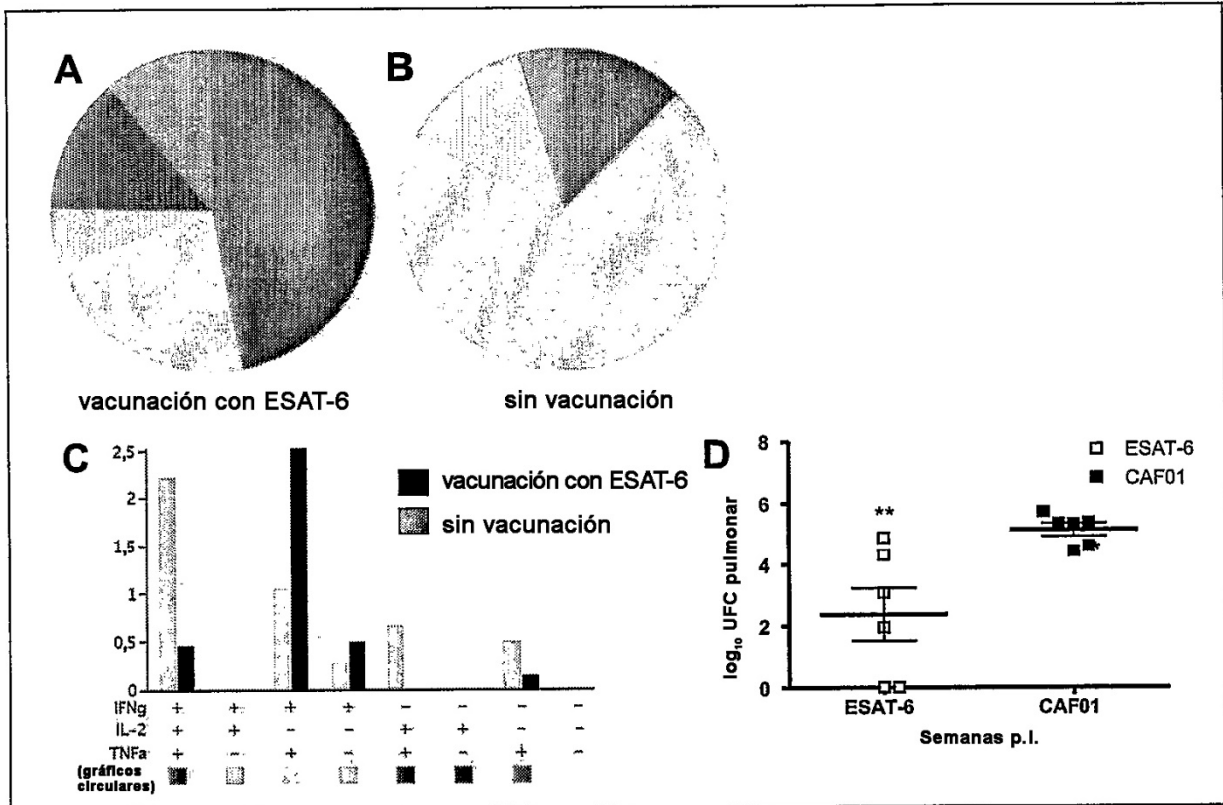 A
B
vacunación con ESAT-6
sin vacunación
C
2,5
2
1,5
1
0,5
0
vacunación con ESAT-6
sin vacunación
IFNg + + + + - - - -
IL-2 + + - - + + - -
TNFa + - + - + - + -
(gráficos
circulares)
D
log₁₀ UFC pulmonar
8
6
4
2
0
ESAT-6
CAF01
**
*
ESAT-6
CAF01
Semanas p.I.